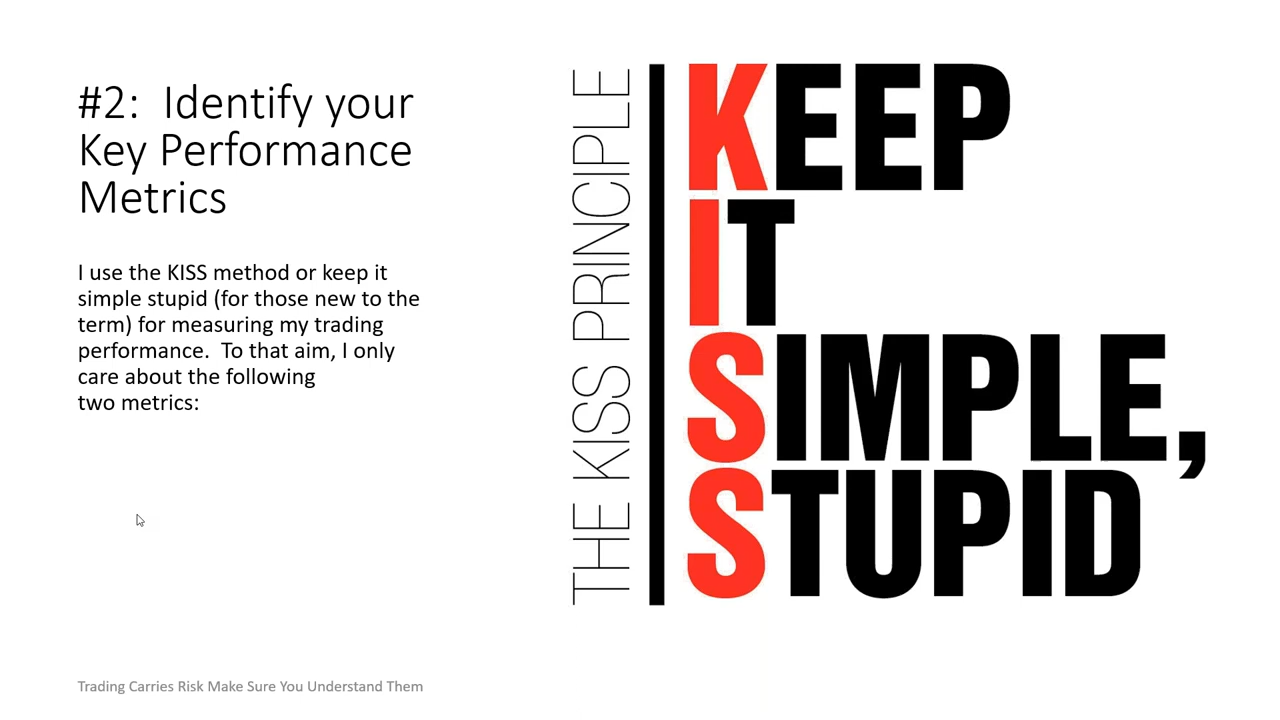 #2:  Identify your
Key Performance
Metrics
I use the KISS method or keep it
simple stupid (for those new to the
term) for measuring my trading
performance.  To that aim, I only
care about the following
two metrics:
THE KISS PRINCIPLE
KEEP
IT
SIMPLE,
STUPID
Trading Carries Risk Make Sure You Understand Them